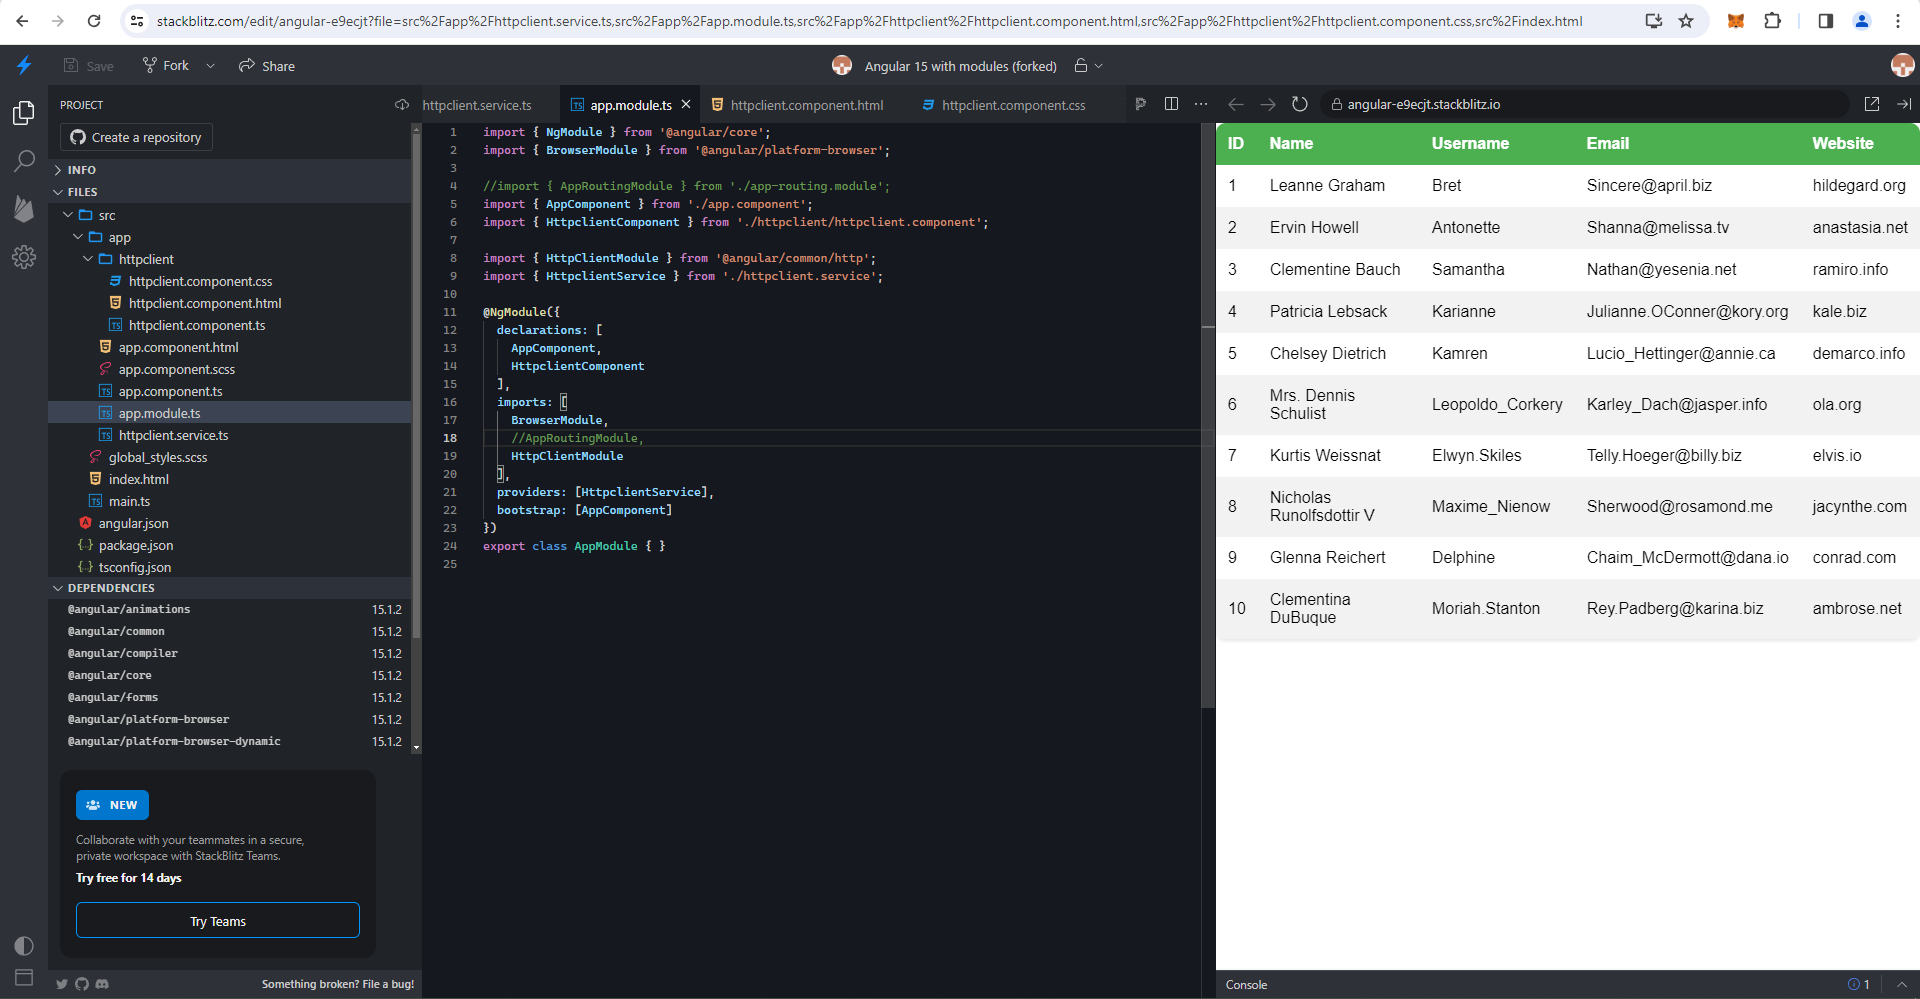 stackblitz.com/edit/angular-e9ecjt?file=src%2Fapp%2Fhttpclient.service.ts,src%2Fapp%2Fapp.module.ts,src%2Fapp%2Fhttpclient%2Fhttpclient.component.html,src%2Fapp%2Fhttpclient%2Fhttpclient.component.css,src%2Findex.html
Save
Fork
Share
Angular 15 with modules (forked)
PROJECT
Create a repository
INFO
FILES
src
app
httpclient
httpclient.component.css
httpclient.component.html
TS httpclient.component.ts
app.component.html
app.component.scss
TS app.component.ts
TS app.module.ts
TS httpclient.service.ts
global_styles.scss
index.html
TS main.ts
angular.json
{..} package.json
{..} tsconfig.json
DEPENDENCIES
@angular/animations 15.1.2
@angular/common 15.1.2
@angular/compiler 15.1.2
@angular/core 15.1.2
@angular/forms 15.1.2
@angular/platform-browser 15.1.2
@angular/platform-browser-dynamic 15.1.2
NEW
Collaborate with your teammates in a secure,
private workspace with StackBlitz Teams.
Try free for 14 days
Try Teams
Something broken? File a bug!
httpclient.service.ts
TS app.module.ts
httpclient.component.html
httpclient.component.css
1 import { NgModule } from '@angular/core';
2 import { BrowserModule } from '@angular/platform-browser';
3
4 //import { AppRoutingModule } from './app-routing.module';
5 import { AppComponent } from './app.component';
6 import { HttpclientComponent } from './httpclient/httpclient.component';
7
8 import { HttpClientModule } from '@angular/common/http';
9 import { HttpclientService } from './httpclient.service';
10
11 @NgModule({
12 declarations: [
13 AppComponent,
14 HttpclientComponent
15 ],
16 imports: [
17 BrowserModule,
18 //AppRoutingModule,
19 HttpClientModule
20 ],
21 providers: [HttpclientService],
22 bootstrap: [AppComponent]
23 })
24 export class AppModule { }
25
angular-e9ecjt.stackblitz.io
ID Name Username Email Website
1 Leanne Graham Bret Sincere@april.biz hildegard.org
2 Ervin Howell Antonette Shanna@melissa.tv anastasia.net
3 Clementine Bauch Samantha Nathan@yesenia.net ramiro.info
4 Patricia Lebsack Karianne Julianne.OConner@kory.org kale.biz
5 Chelsey Dietrich Kamren Lucio_Hettinger@annie.ca demarco.info
6 Mrs. Dennis Schulist Leopoldo_Corkery Karley_Dach@jasper.info ola.org
7 Kurtis Weissnat Elwyn.Skiles Telly.Hoeger@billy.biz elvis.io
8 Nicholas Runolfsdottir V Maxime_Nienow Sherwood@rosamond.me jacynthe.com
9 Glenna Reichert Delphine Chaim_McDermott@dana.io conrad.com
10 Clementina DuBuque Moriah.Stanton Rey.Padberg@karina.biz ambrose.net
Console
1